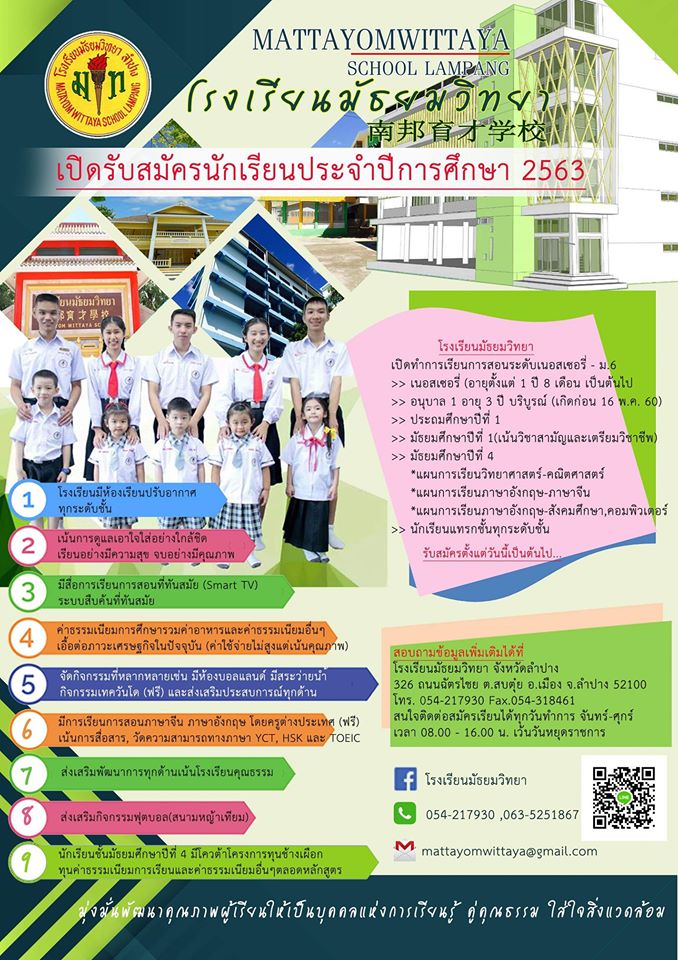 MATTAYOMWITTAYA
SCHOOL LAMPANG
โรงเรียนมัธยมวิทยา
南邦育才学校
โรงเรียนมัธยมวิทยา ลำปาง
ม ท
MATAYOM WITTAYA SCHOOL LAMPANG
เปิดรับสมัครนักเรียนประจำปีการศึกษา 2563
โรงเรียนมัธยมวิทยา
เปิดทำการเรียนการสอนระดับเนอสเซอรี่ - ม.6
>> เนอสเซอรี่ (อายุตั้งแต่ 1 ปี 8 เดือน เป็นต้นไป
>> อนุบาล 1 อายุ 3 ปี บริบูรณ์ (เกิดก่อน 16 พ.ค. 60)
>> ประถมศึกษาปีที่ 1
>> มัธยมศึกษาปีที่ 1(เน้นวิชาสามัญและเตรียมวิชาชีพ)
>> มัธยมศึกษาปีที่ 4
*แผนการเรียนวิทยาศาสตร์-คณิตศาสตร์
*แผนการเรียนภาษาอังกฤษ-ภาษาจีน
*แผนการเรียนภาษาอังกฤษ-สังคมศึกษา,คอมพิวเตอร์
>> นักเรียนแทรกชั้นทุกระดับชั้น
รับสมัครตั้งแต่วันนี้เป็นต้นไป...
1 โรงเรียนมีห้องเรียนปรับอากาศ
ทุกระดับชั้น
2 เน้นการดูแลเอาใจใส่อย่างใกล้ชิด
เรียนอย่างมีความสุข จบอย่างมีคุณภาพ
3 มีสื่อการเรียนการสอนที่ทันสมัย (Smart TV)
ระบบสืบค้นที่ทันสมัย
4 ค่าธรรมเนียมการศึกษารวมค่าอาหารและค่าธรรมเนียมอื่นๆ
เอื้อต่อภาวะเศรษฐกิจในปัจจุบัน (ค่าใช้จ่ายไม่สูงแต่เน้นคุณภาพ)
5 จัดกิจกรรมที่หลากหลายเช่น มีห้องบอลแลนด์ มีสระว่ายน้ำ
กิจกรรมเทควันโด (ฟรี) และส่งเสริมประสบการณ์ทุกด้าน
6 มีการเรียนการสอนภาษาจีน ภาษาอังกฤษ โดยครูต่างประเทศ (ฟรี)
เน้นการสื่อสาร, วัดความสามารถทางภาษา YCT, HSK และ TOEIC
7 ส่งเสริมพัฒนาการทุกด้านเน้นโรงเรียนคุณธรรม
8 ส่งเสริมกิจกรรมฟุตบอล(สนามหญ้าเทียม)
9 นักเรียนชั้นมัธยมศึกษาปีที่ 4 มีโควต้าโครงการทุนช้างเผือก
ทุนค่าธรรมเนียมการเรียนและค่าธรรมเนียมอื่นๆตลอดหลักสูตร
สอบถามข้อมูลเพิ่มเติมได้ที่
โรงเรียนมัธยมวิทยา จังหวัดลำปาง
326 ถนนฉัตรไชย ต.สบตุ๋ย อ.เมือง จ.ลำปาง 52100
โทร. 054-217930 Fax.054-318461
สนใจติดต่อสมัครเรียนได้ทุกวันทำการ จันทร์-ศุกร์
เวลา 08.00 - 16.00 น. เว้นวันหยุดราชการ
โรงเรียนมัธยมวิทยา
054-217930 ,063-5251867
mattayomwittaya@gmail.com
มุ่งมั่นพัฒนาคุณภาพผู้เรียนให้เป็นบุคคลแห่งการเรียนรู้ คู่คุณธรรม ใส่ใจสิ่งแวดล้อม